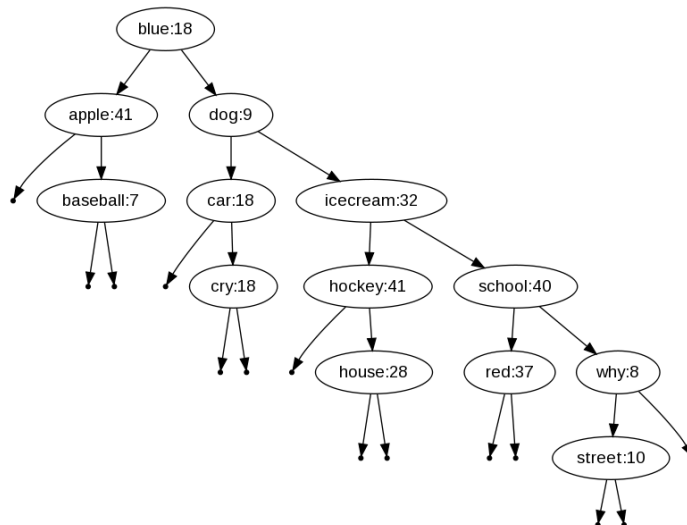 blue:18
apple:41
dog:9
baseball:7
car:18
icecream:32
cry:18
hockey:41
school:40
house:28
red:37
why:8
street:10